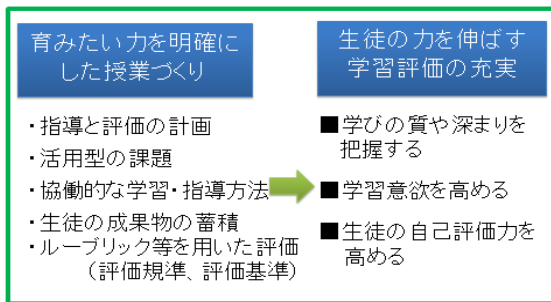 育みたい力を明確に
した授業づくり
・指導と評価の計画
・活用型の課題
・協働的な学習・指導方法
・生徒の成果物の蓄積
・ルーブリック等を用いた評価
（評価規準、評価基準）
生徒の力を伸ばす
学習評価の充実
■学びの質や深まりを
把握する
■学習意欲を高める
■生徒の自己評価力を
高める